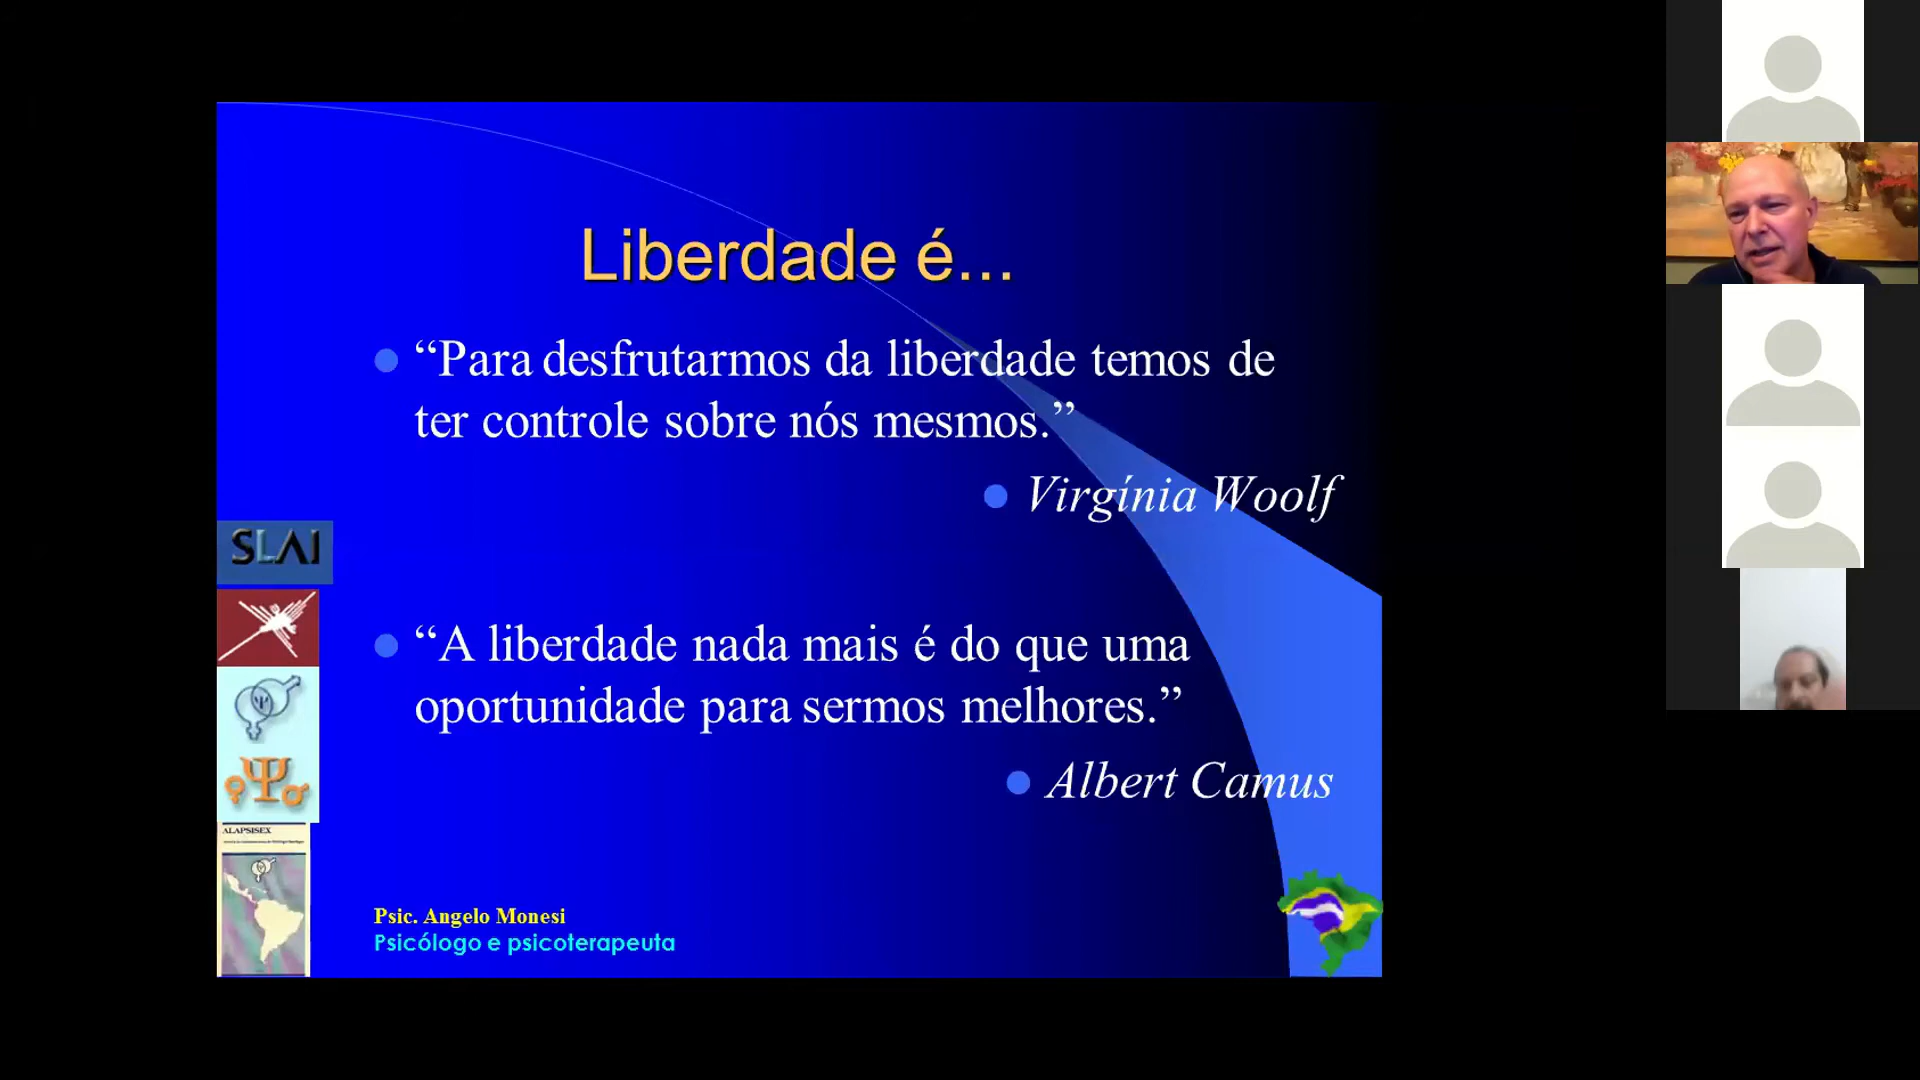 Liberdade é...
“Para desfrutarmos da liberdade temos de
ter controle sobre nós mesmos.”
Virgínia Woolf
SLAI
“A liberdade nada mais é do que uma
oportunidade para sermos melhores.”
Albert Camus
ALAPSISEX
Psic. Angelo Monesi
Psicólogo e psicoterapeuta